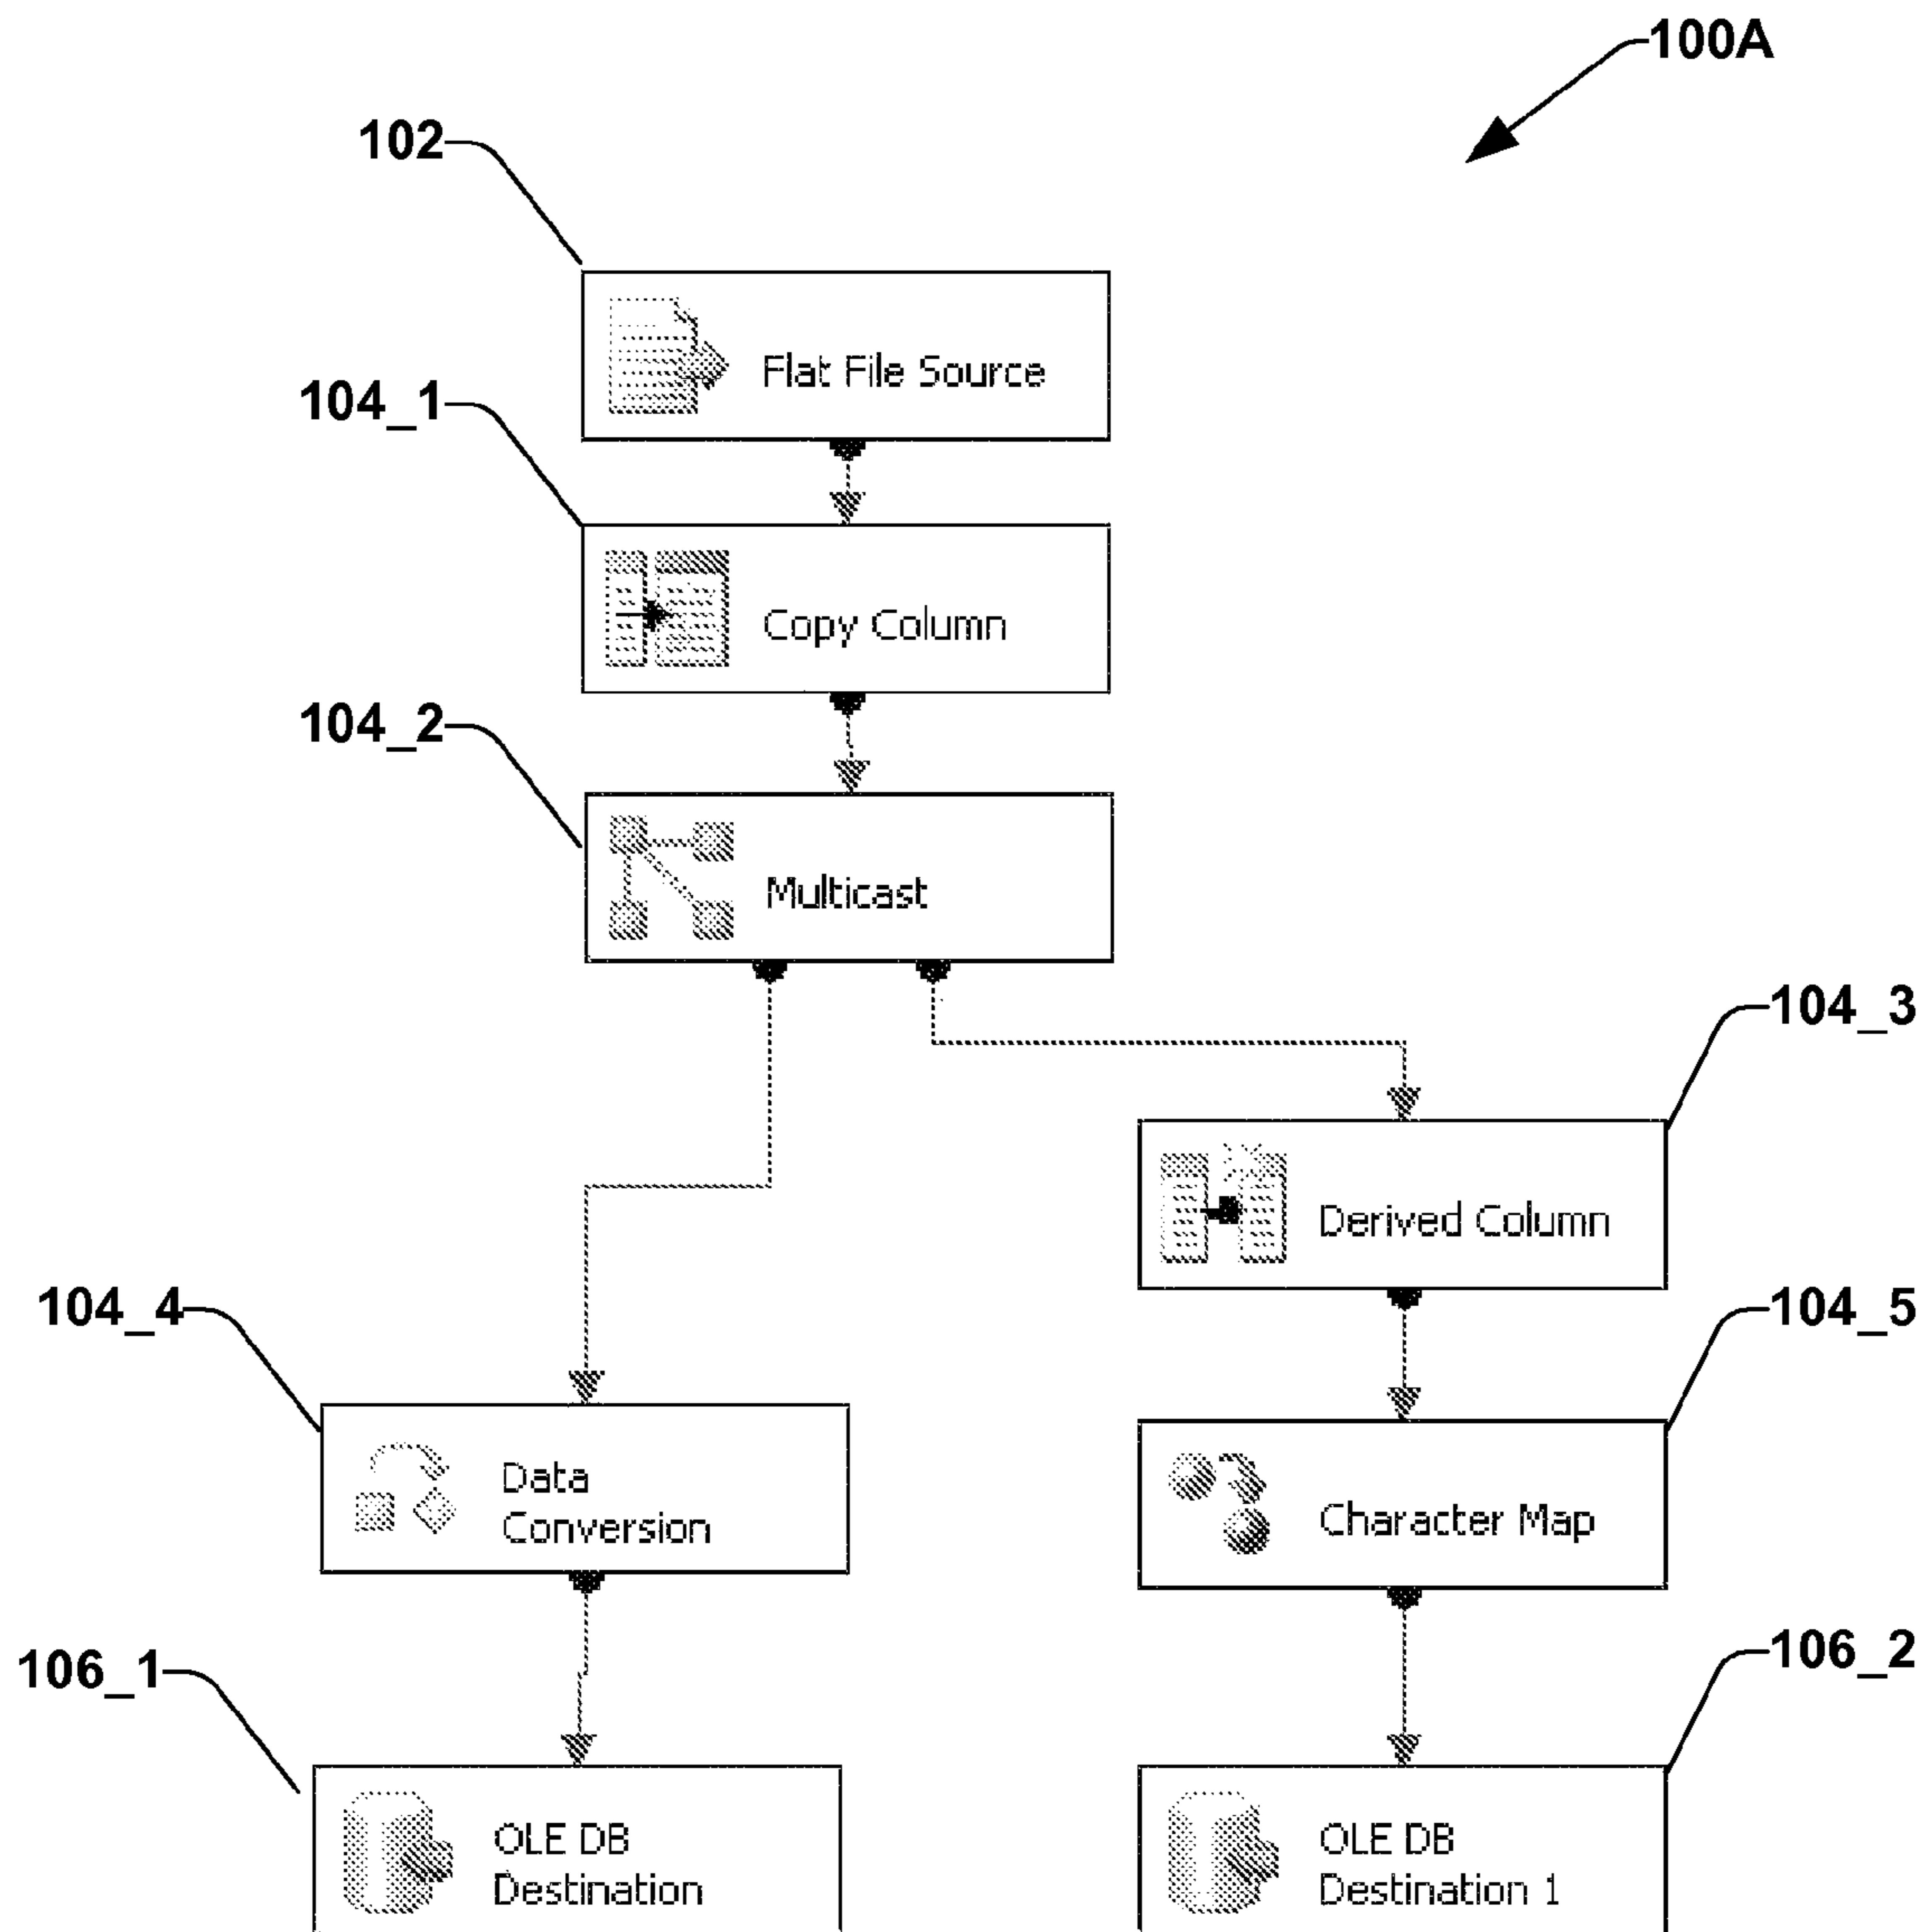 100A
102
Flat File Source
104_1
Copy Column
104_2
Multicast
104_3
Derived Column
104_4
Data
Conversion
104_5
Character Map
106_1
OLE DB
Destination
106_2
OLE DB
Destination 1